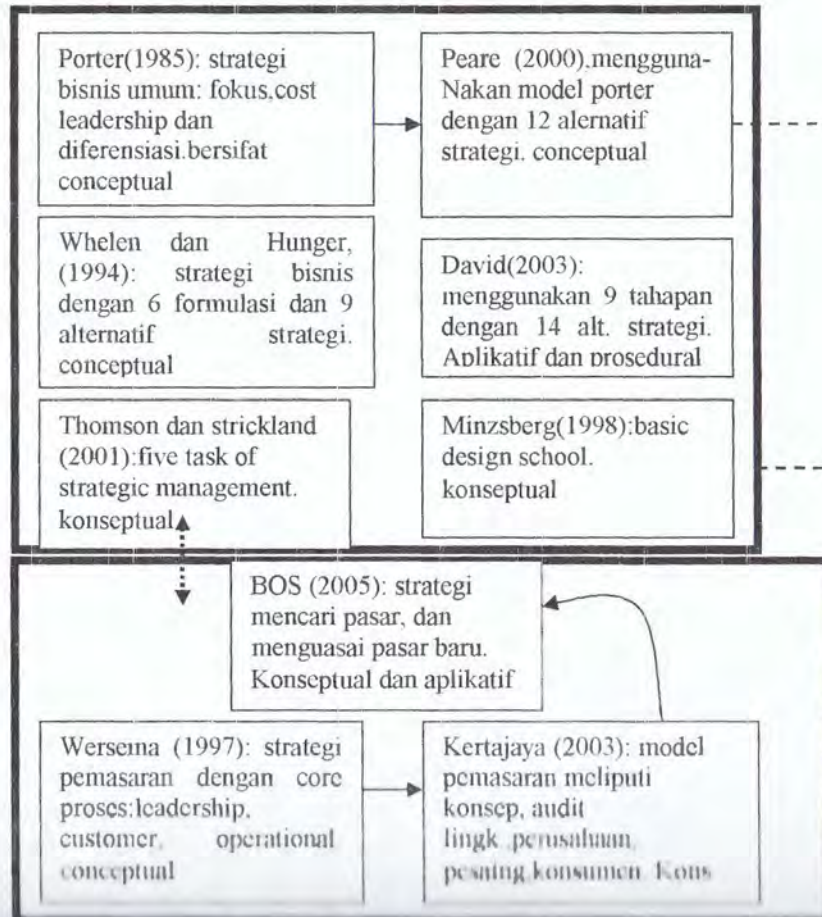 Porter(1985): strategi
bisnis umum: fokus,cost
leadership dan
diferensiasi.bersifat
conceptual
Peare (2000),mengguna-
Nakan model porter
dengan 12 alernatif
strategi. conceptual
Whelen dan Hunger,
(1994): strategi bisnis
dengan 6 formulasi dan 9
alternatif strategi.
conceptual
David(2003):
menggunakan 9 tahapan
dengan 14 alt. strategi.
Aplikatif dan prosedural
Thomson dan strickland
(2001):five task of
strategic management.
konseptual
Minzsberg(1998):basic
design school.
konseptual
BOS (2005): strategi
mencari pasar, dan
menguasai pasar baru.
Konseptual dan aplikatif
Werseina (1997): strategi
pemasaran dengan core
proses:leadership,
customer, operational
conceptual
Kertajaya (2003): model
pemasaran meliputi
konsep, audit
lingk .perusahaan,
pesaing,konsumen. Kons